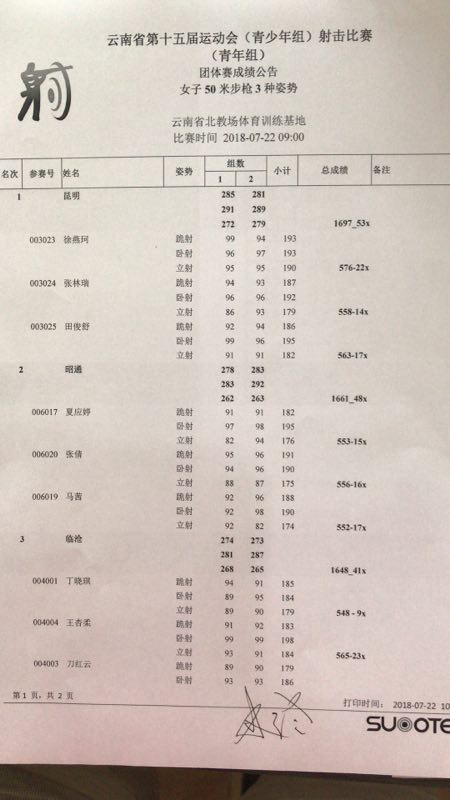 云南省第十五届运动会（青少年组）射击比赛
（青年组）
团体赛成绩公告
女子 50 米步枪 3 种姿势
射
云南省北教场体育训练基地
比赛时间 2018-07-22 09:00
名次 参赛号 姓名 姿势 组数 小计 总成绩 备注
1 2
1 昆明 285 281
291 289
272 279 1697_53x
003023 徐燕珂 跪射 99 94 193
卧射 96 97 193
立射 95 95 190 576-22x
003024 张林瑞 跪射 94 93 187
卧射 96 96 192
立射 86 93 179 558-14x
003025 田俊舒 跪射 92 94 186
卧射 99 96 195
立射 91 91 182 563-17x
2 昭通 278 283
283 292
262 263 1661_48x
006017 夏应婷 跪射 91 91 182
卧射 97 98 195
立射 82 94 176 553-15x
006020 张倩 跪射 95 96 191
卧射 94 96 190
立射 88 87 175 556-16x
006019 马茜 跪射 92 96 188
卧射 92 98 190
立射 92 82 174 552-17x
3 临沧 274 273
281 287
268 265 1648_41x
004001 丁晓琪 跪射 94 91 185
卧射 89 95 184
立射 89 90 179 548 - 9x
004004 王杏柔 跪射 91 92 183
卧射 99 99 198
立射 93 91 184 565-23x
004003 刀红云 跪射 89 90 179
卧射 93 93 186
第 1 页，共 2 页 打印时间： 2018-07-22 10
SUOOTE